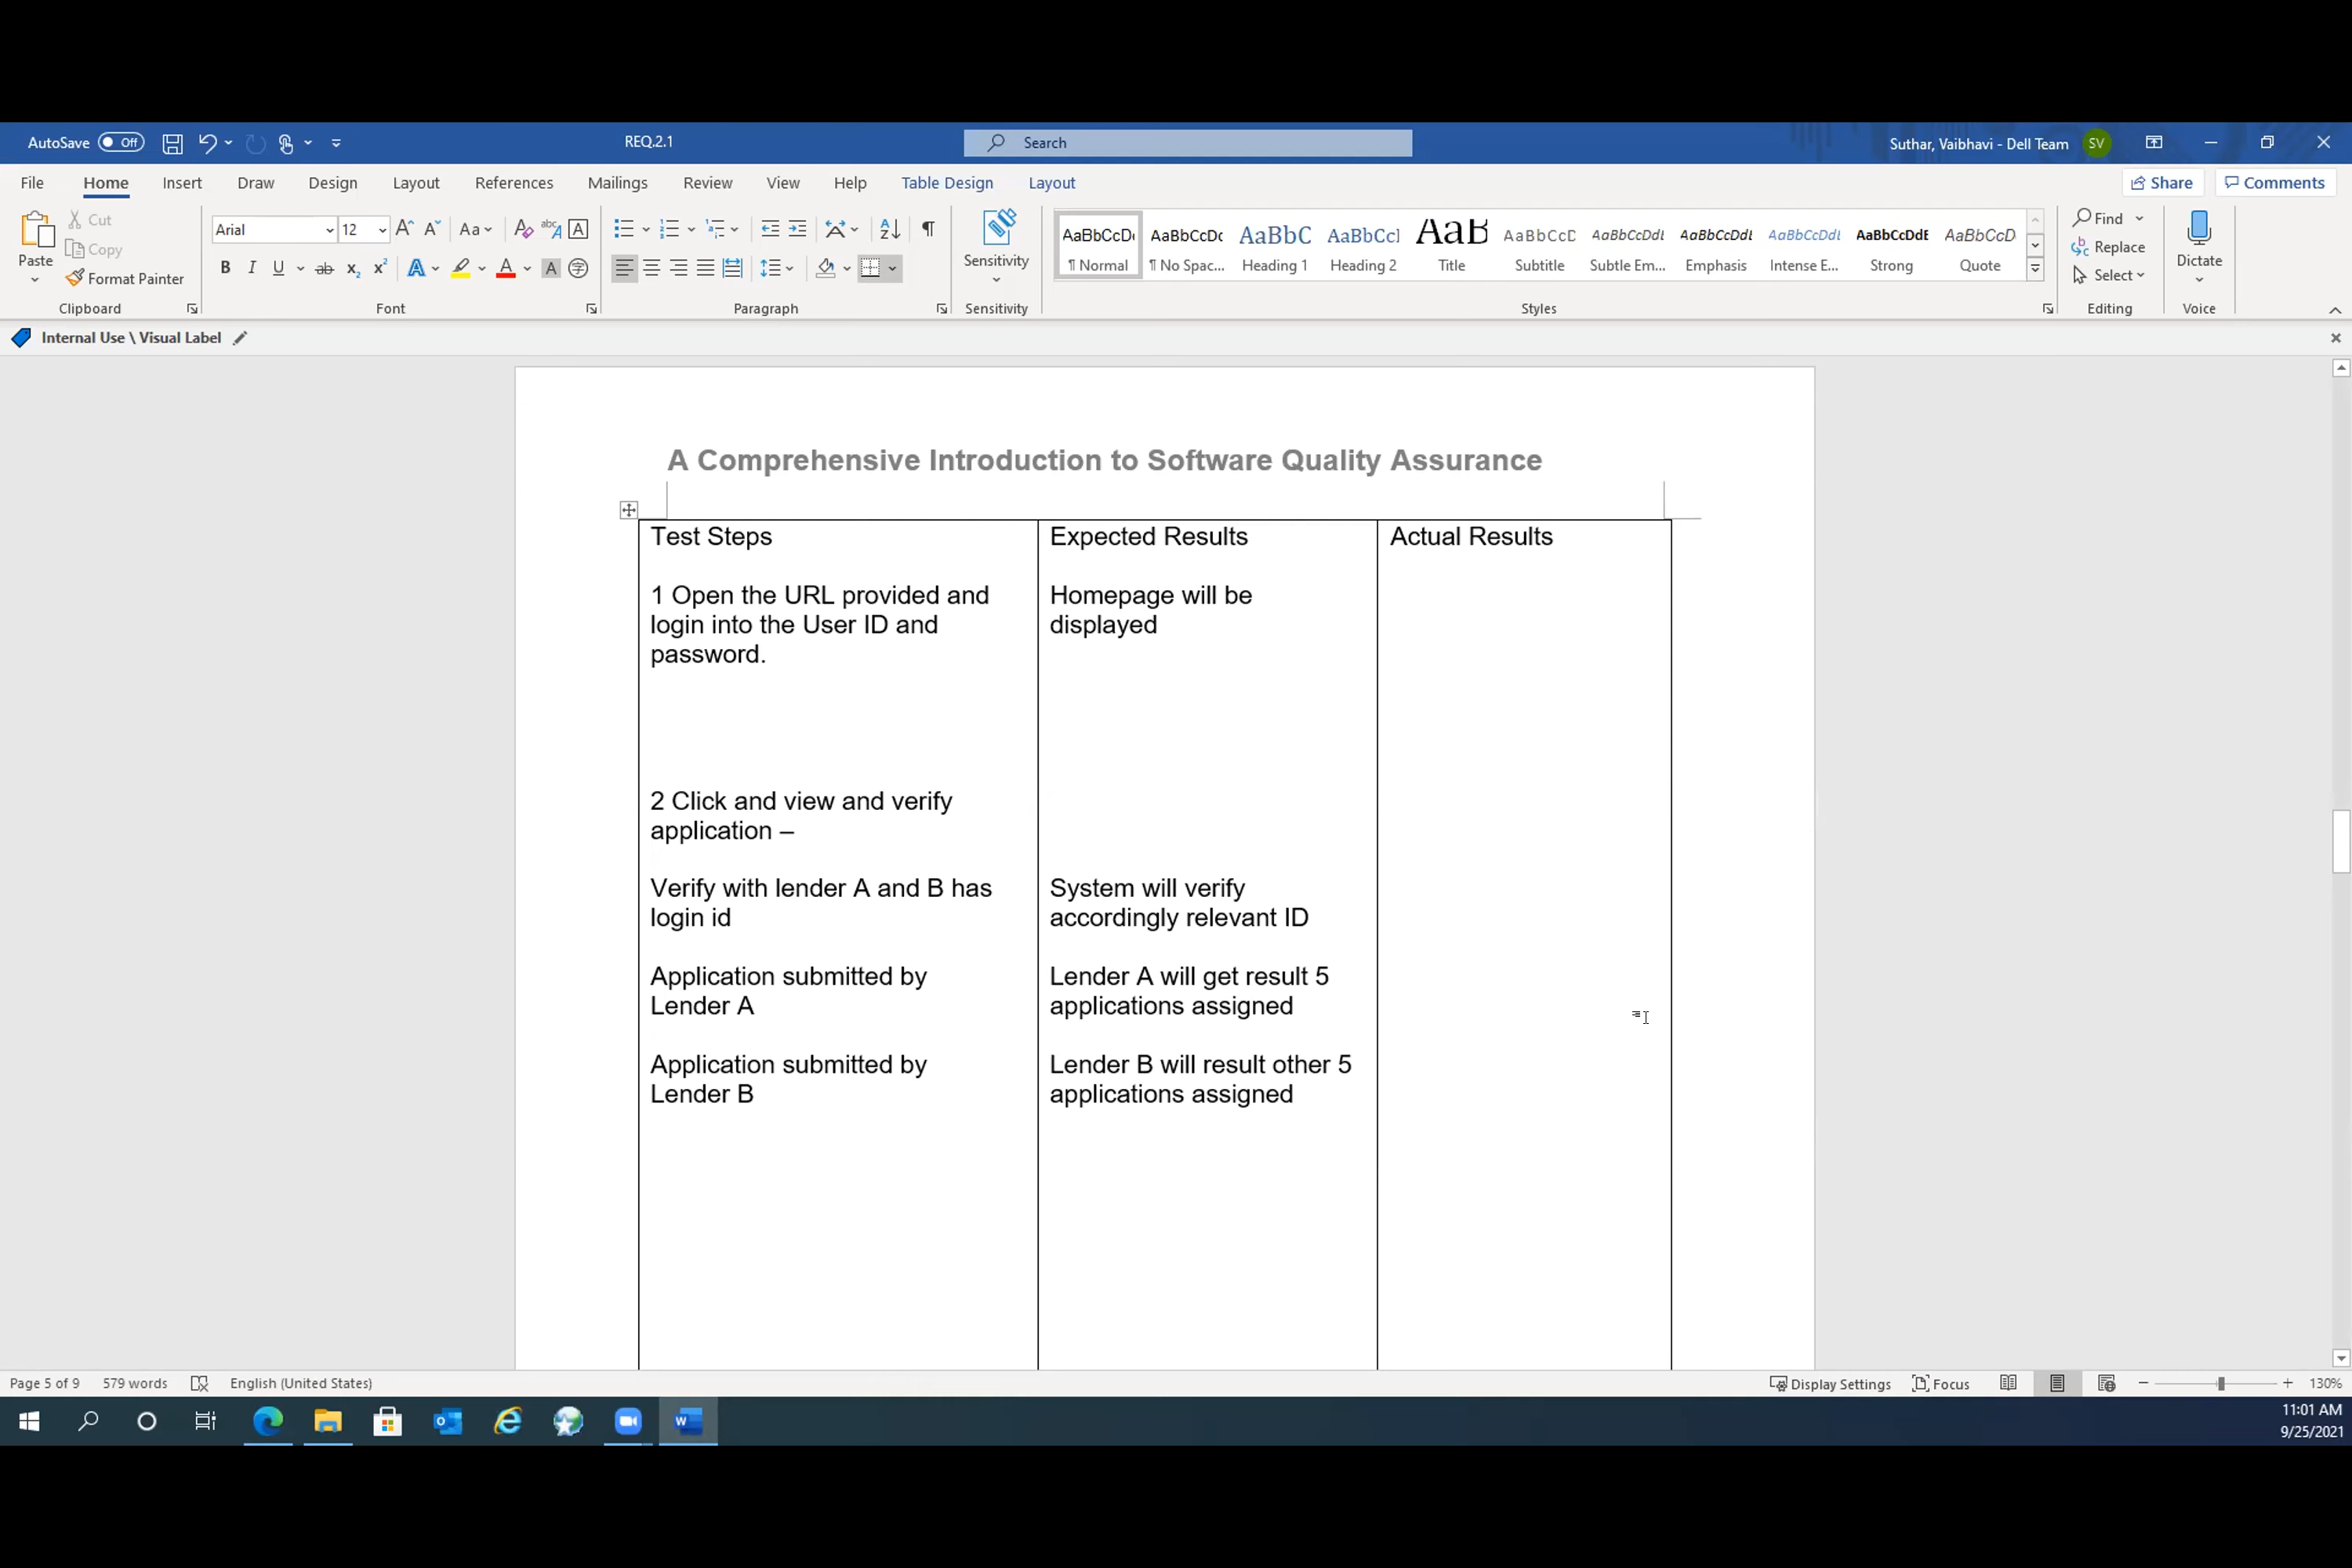 AutoSave Off REQ.2.1 Search Suthar, Vaibhavi - Dell Team SV
File Home Insert Draw Design Layout References Mailings Review View Help Table Design Layout Share Comments
Paste Cut Copy Format Painter
Clipboard
Arial 12 Aa
Font
Paragraph
Sensitivity
Sensitivity
AaBbCcDı AaBbCcDc AaBbC AaBbCcI AaB AaBbCcD AaBbCcDdı AaBbCcDdı AaBbCcDdı AaBbCcDdE AaBbCcD
¶ Normal ¶ No Spac... Heading 1 Heading 2 Title Subtitle Subtle Em... Emphasis Intense E... Strong Quote
Styles
Find
Replace
Select
Editing
Dictate
Voice
Internal Use \ Visual Label
A Comprehensive Introduction to Software Quality Assurance
Test Steps Expected Results Actual Results
1 Open the URL provided and Homepage will be
login into the User ID and displayed
password.
2 Click and view and verify
application –
Verify with lender A and B has System will verify
login id accordingly relevant ID
Application submitted by Lender A will get result 5
Lender A applications assigned
Application submitted by Lender B will result other 5
Lender B applications assigned
Page 5 of 9 579 words English (United States) Display Settings Focus 130%
11:01 AM
9/25/2021